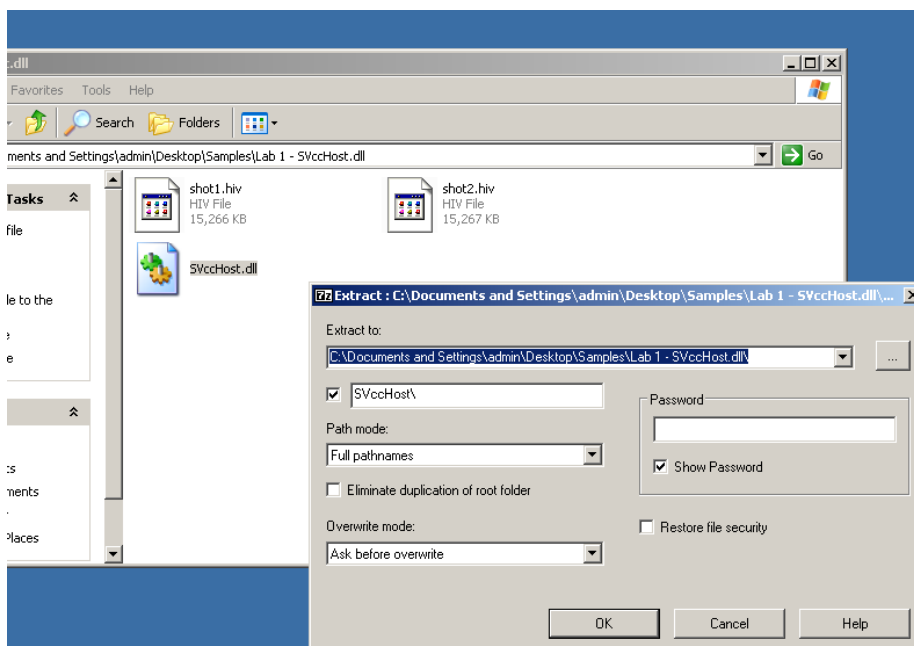 :.dll
Favorites Tools Help
Search Folders
ments and Settings\admin\Desktop\Samples\Lab 1 - SVccHost.dll Go
Tasks
file
le to the
e
ts
ments
Places
shot1.hiv
HIV File
15,266 KB
shot2.hiv
HIV File
15,267 KB
SVccHost.dll
7z Extract : C:\Documents and Settings\admin\Desktop\Samples\Lab 1 - SVccHost.dll\...
Extract to:
C:\Documents and Settings\admin\Desktop\Samples\Lab 1 - SVccHost.dll\
...
SVccHost\
Path mode:
Full pathnames
Eliminate duplication of root folder
Overwrite mode:
Ask before overwrite
Password
Show Password
Restore file security
OK Cancel Help